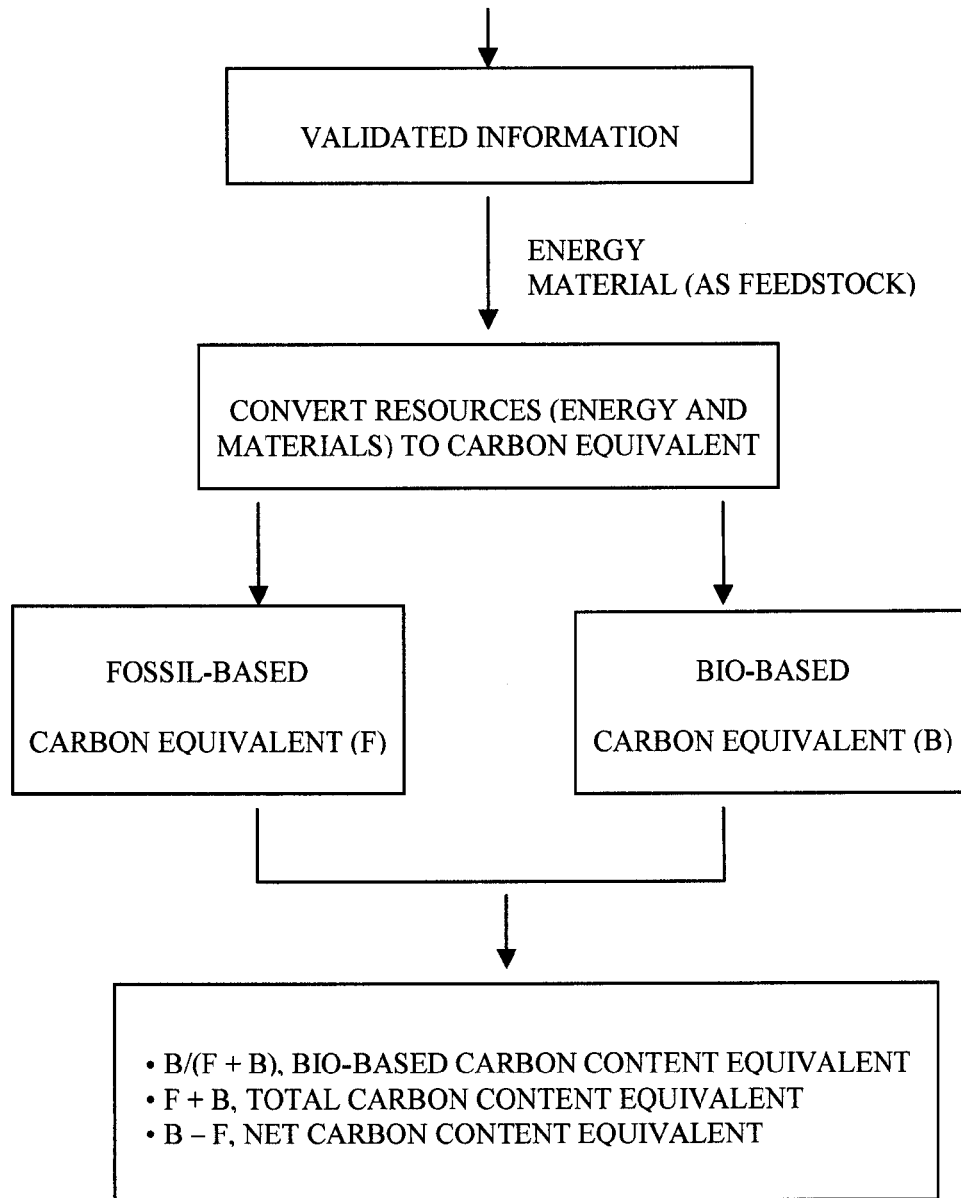 VALIDATED INFORMATION
ENERGY
MATERIAL (AS FEEDSTOCK)
CONVERT RESOURCES (ENERGY AND
MATERIALS) TO CARBON EQUIVALENT
FOSSIL-BASED
CARBON EQUIVALENT (F)
BIO-BASED
CARBON EQUIVALENT (B)
• B/(F + B), BIO-BASED CARBON CONTENT EQUIVALENT
• F + B, TOTAL CARBON CONTENT EQUIVALENT
• B – F, NET CARBON CONTENT EQUIVALENT